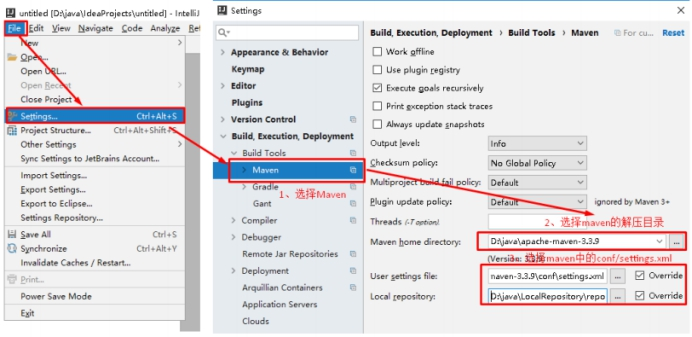 untitled [D:\java\IdeaProjects\untitled] - IntelliJ
File Edit View Navigate Code Analyze Ref
New
Open...
Open URL...
Open Recent
Close Project
Settings... Ctrl+Alt+S
Project Structure... Ctrl+Alt+Shift+S
Other Settings
Sync Settings to JetBrains Account...
Import Settings...
Export Settings...
Export to Eclipse...
Settings Repository...
Save All Ctrl+S
Synchronize Ctrl+Alt+Y
Invalidate Caches / Restart...
Print...
Power Save Mode
Exit
Settings
Appearance & Behavior
Keymap
Editor
Plugins
Version Control
Build, Execution, Deployment
Build Tools
Maven
Gradle
1、选择Maven
Gant
Compiler
Debugger
Remote Jar Repositories
Deployment
Arquillian Containers
Application Servers
Clouds
Build, Execution, Deployment › Build Tools › Maven For cu... Reset
Work offline
Use plugin registry
Execute goals recursively
Print exception stack traces
Always update snapshots
Output level: Info
Checksum policy: No Global Policy
Multiproject build fail policy: Default
Plugin update policy: Default ignored by Maven 3+
Threads (-T option):
2、选择maven的解压目录
Maven home directory: D:\java\apache-maven-3.3.9 ...
(Version: 3.3.9)
3、选择maven中的conf/settings.xml
User settings file: naven-3.3.9\conf\settings.xml ... Override
Local repository: D:\java\LocalRepository\repo ... Override